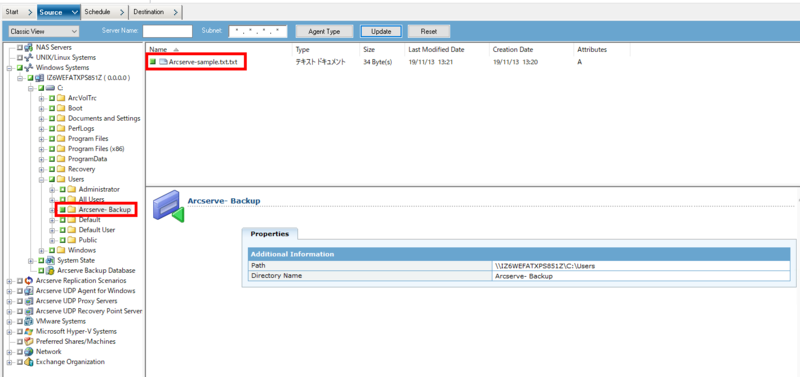 Start
Source
Schedule
Destination
Classic View
Server Name:
Subnet:
* . * . * . *
Agent Type
Update
Reset
NAS Servers
UNIX/Linux Systems
Windows Systems
IZ6WEFATXPS851Z ( 0.0.0.0 )
C:
ArcVolTrc
Boot
Documents and Settings
PerfLogs
Program Files
Program Files (x86)
ProgramData
Recovery
Users
Administrator
All Users
Arcserve- Backup
Default
Default User
Public
Windows
System State
Arcserve Backup Database
Arcserve Replication Scenarios
Arcserve UDP Agent for Windows
Arcserve UDP Proxy Servers
Arcserve UDP Recovery Point Server
VMware Systems
Microsoft Hyper-V Systems
Preferred Shares/Machines
Network
Exchange Organization
Name Type Size Last Modified Date Creation Date Attributes
Arcserve-sample.txt.txt テキスト ドキュメント 34 Byte(s) 19/11/13 13:21 19/11/13 13:20 A
Arcserve- Backup
Properties
Additional Information
Path \\IZ6WEFATXPS851Z\C:\Users
Directory Name Arcserve- Backup